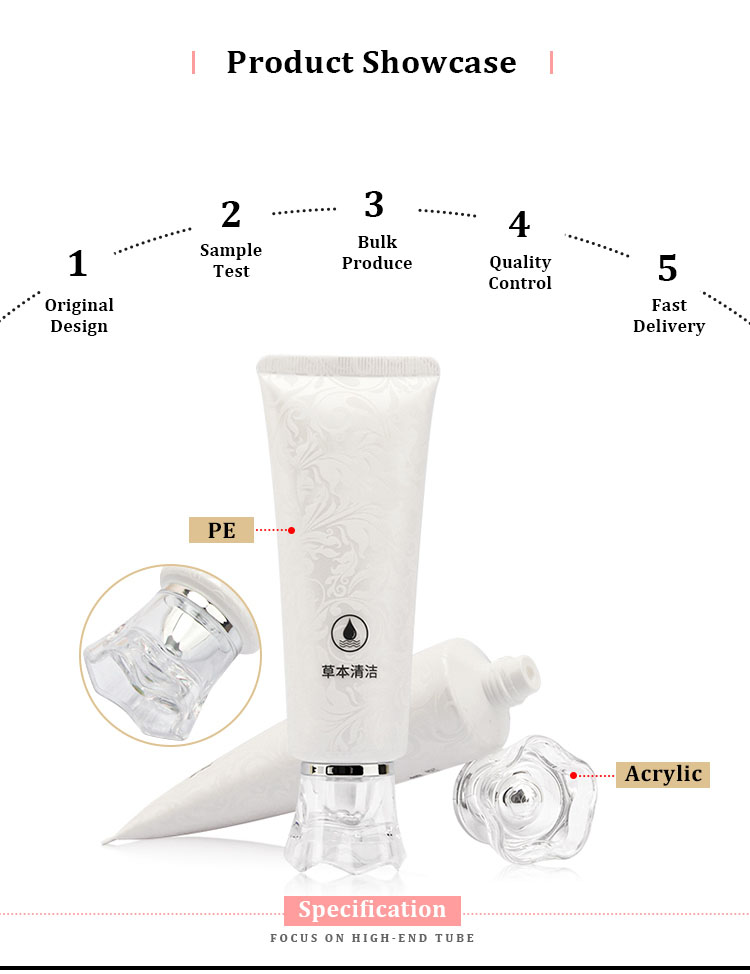 Product Showcase
1
Original
Design
2
Sample
Test
3
Bulk
Produce
4
Quality
Control
5
Fast
Delivery
PE
草本清洁
Acrylic
Specification
FOCUS ON HIGH-END TUBE